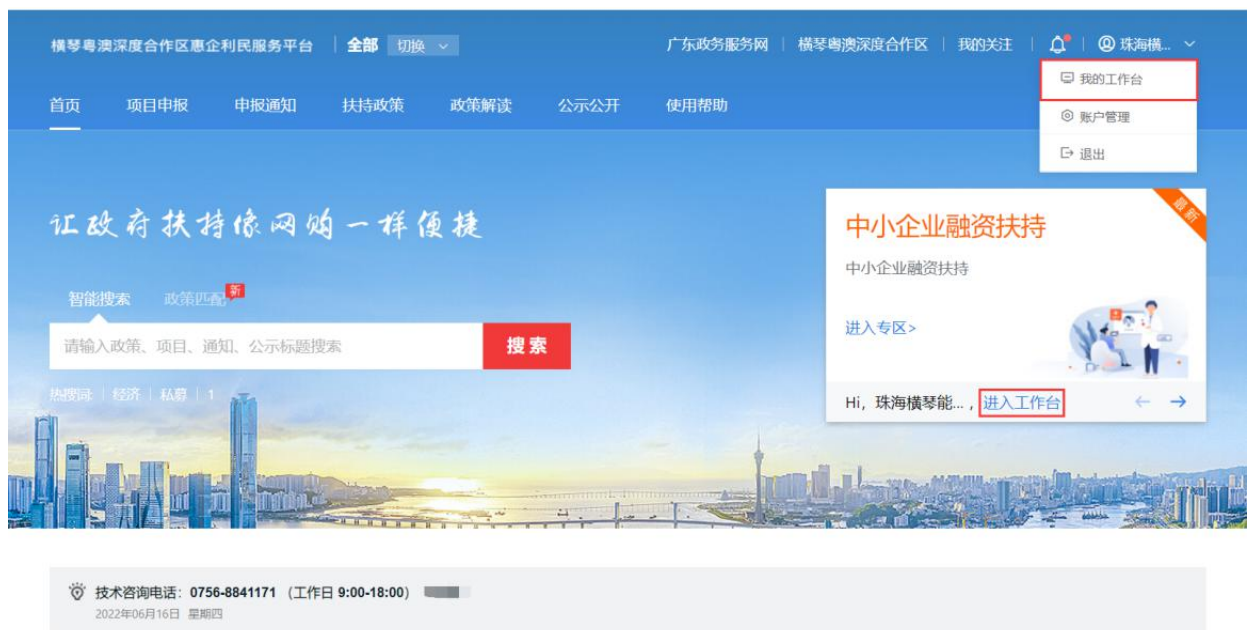 横琴粤澳深度合作区惠企利民服务平台 全部 切换 广东政务服务网 横琴粤澳深度合作区 我的关注 珠海横...
我的工作台
首页 项目申报 申报通知 扶持政策 政策解读 公示公开 使用帮助
账户管理
退出
让政府扶持像网购一样便捷
最新
中小企业融资扶持
中小企业融资扶持
智能搜索 政策匹配 新
请输入政策、项目、通知、公示标题搜索 搜索
进入专区>
热搜词: 经济 私募 1
Hi, 珠海横琴能... , 进入工作台
技术咨询电话: 0756-8841171 (工作日 9:00-18:00)
2022年06月16日 星期四